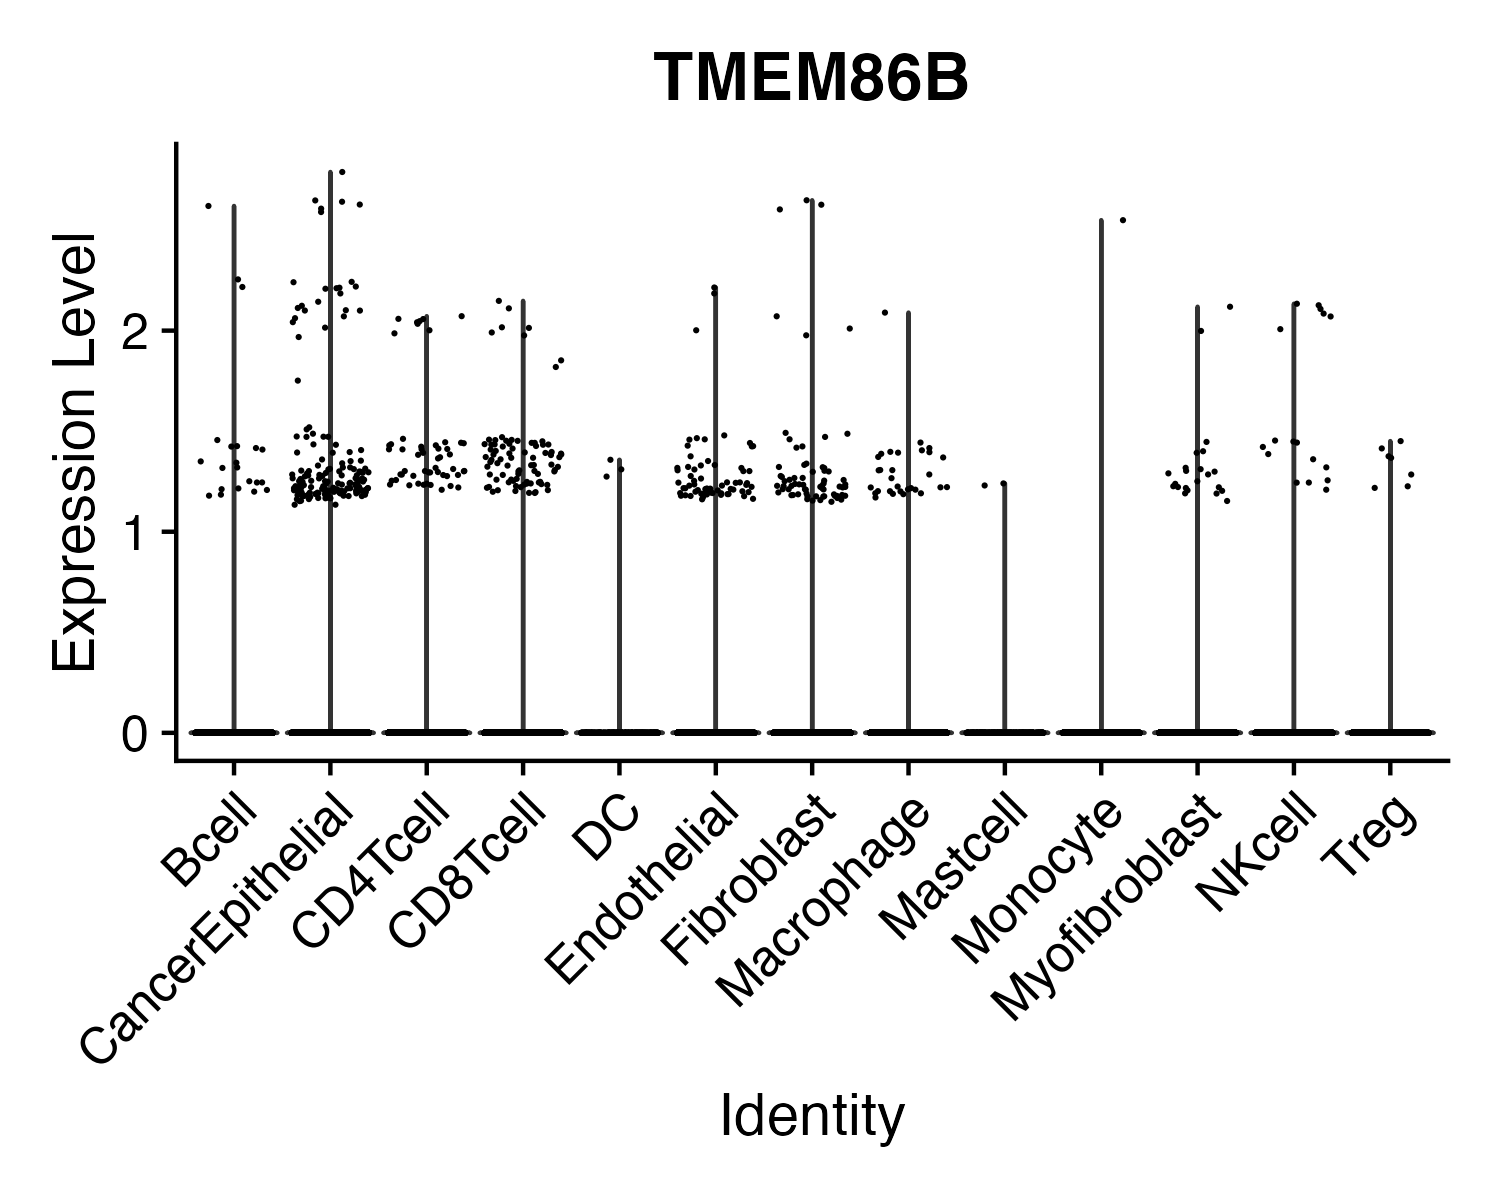 TMEM86B
Expression Level
2
1
0
Bcell
CancerEpithelial
CD4Tcell
CD8Tcell
DC
Endothelial
Fibroblast
Macrophage
Mastcell
Monocyte
Myofibroblast
NKcell
Treg
Identity